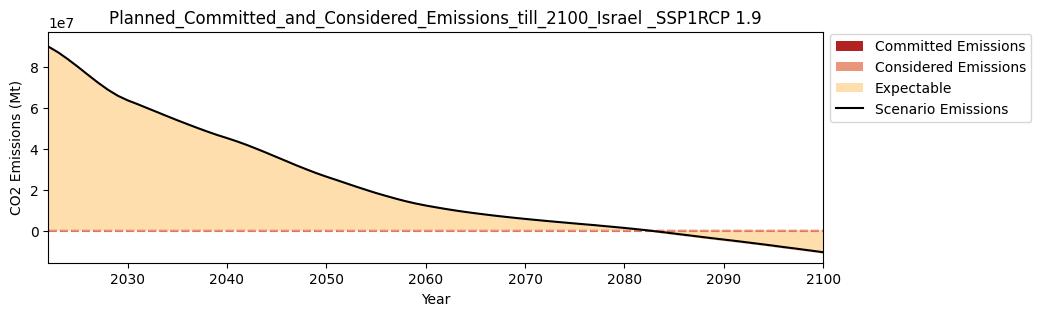 Planned_Committed_and_Considered_Emissions_till_2100_Israel _SSP1RCP 1.9
1e7
8
6
4
2
0
CO2 Emissions (Mt)
2030 2040 2050 2060 2070 2080 2090 2100
Year
Committed Emissions
Considered Emissions
Expectable
Scenario Emissions